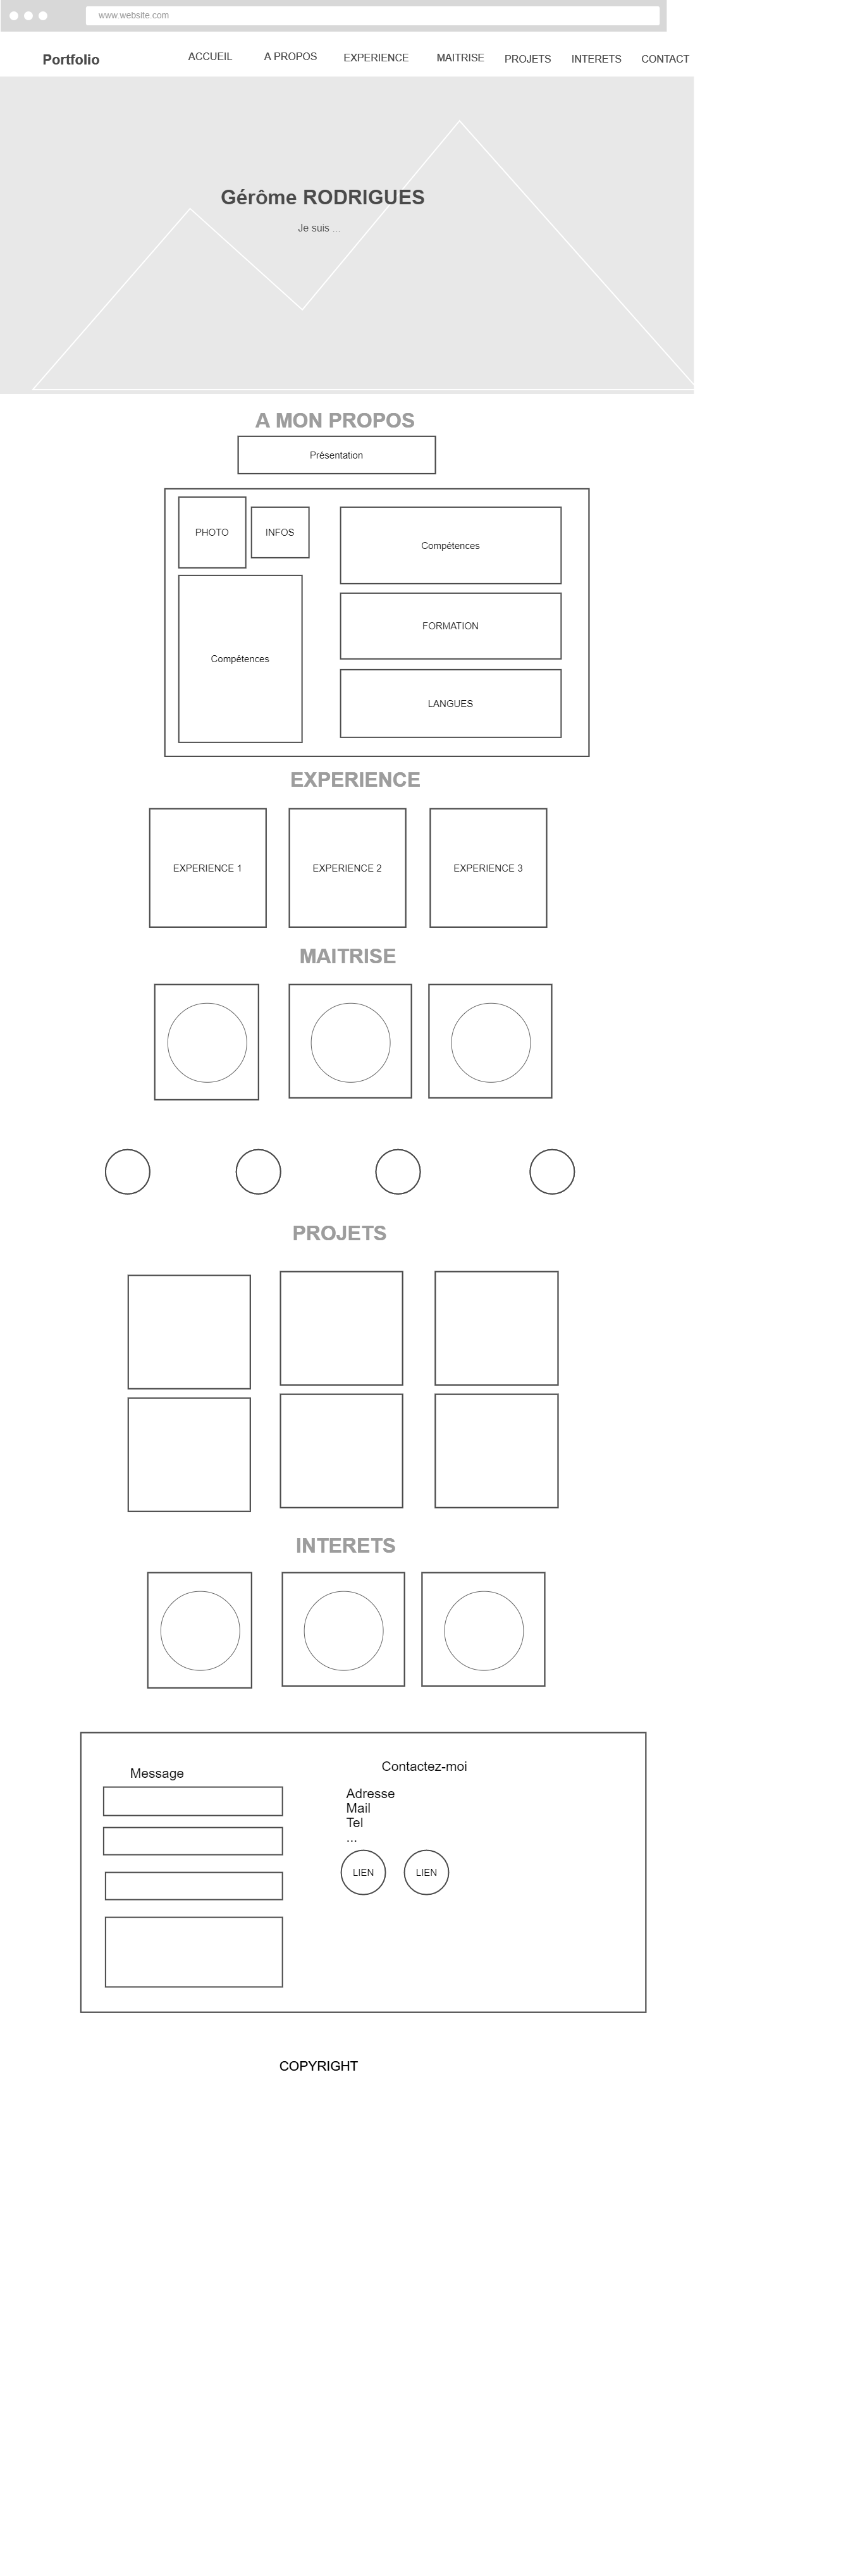 www.website.com
Portfolio
ACCUEIL
A PROPOS
EXPERIENCE
MAITRISE
PROJETS
INTERETS
CONTACT
Gérôme RODRIGUES
Je suis ...
A MON PROPOS
Présentation
PHOTO
INFOS
Compétences
Compétences
FORMATION
LANGUES
EXPERIENCE
EXPERIENCE 1
EXPERIENCE 2
EXPERIENCE 3
MAITRISE
PROJETS
INTERETS
Message
Contactez-moi
Adresse
Mail
Tel
...
LIEN
LIEN
COPYRIGHT